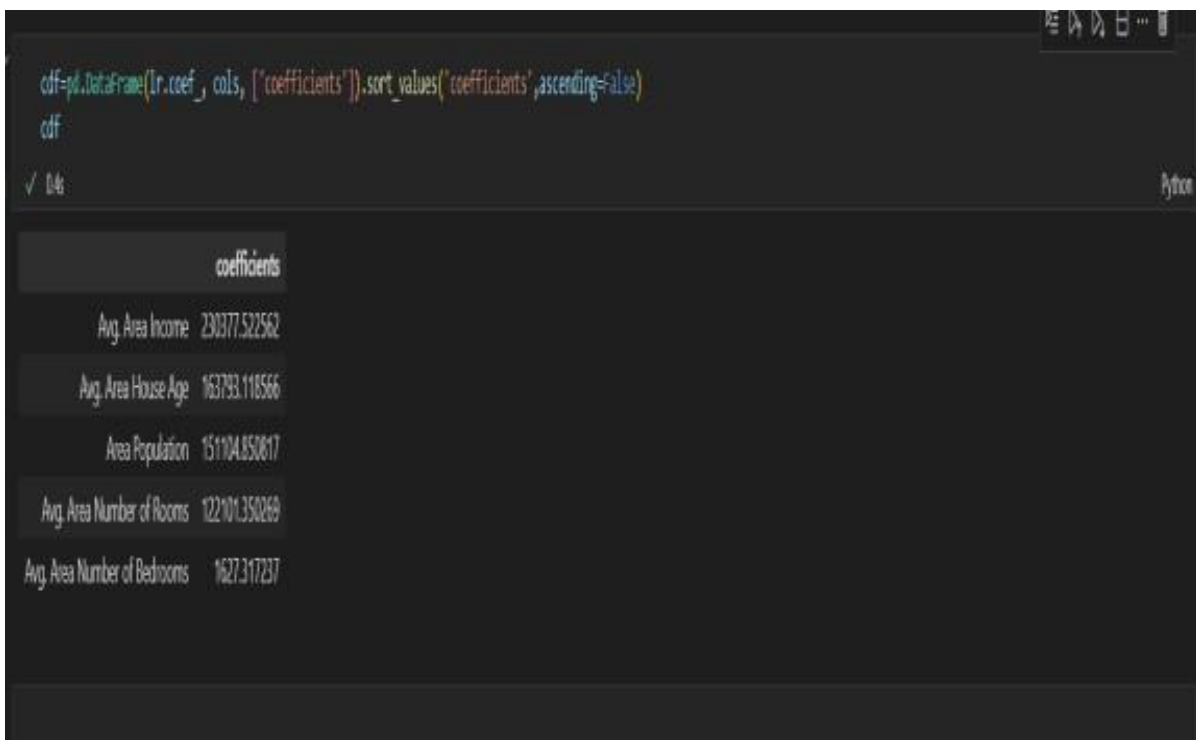 cdf=pd.DataFrame(lr.coef_, cols, ['coefficients']).sort_values('coefficients',ascending=False)
cdf
✓ 0.4s
Python
coefficients
Avg. Area Income 230377.522562
Avg. Area House Age 163793.118566
Area Population 151104.850817
Avg. Area Number of Rooms 122101.350269
Avg. Area Number of Bedrooms 1627.317237